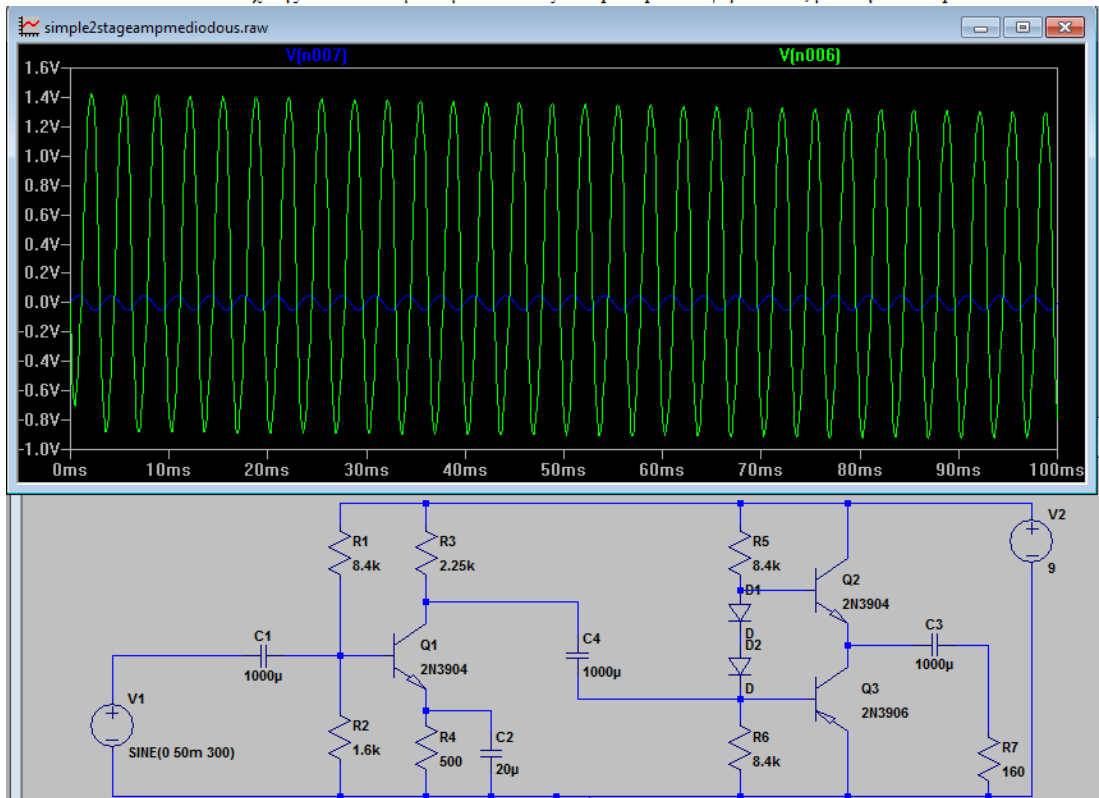 simple2stageampmediodous.raw
V(n007)
V(n006)
1.6V
1.4V
1.2V
1.0V
0.8V
0.6V
0.4V
0.2V
0.0V
-0.2V
-0.4V
-0.6V
-0.8V
-1.0V
0ms 10ms 20ms 30ms 40ms 50ms 60ms 70ms 80ms 90ms 100ms
V2
9
R1
8.4k
R3
2.25k
R5
8.4k
D1
D
Q2
2N3904
C1
1000µ
Q1
2N3904
C4
1000µ
D2
D
C3
1000µ
Q3
2N3906
V1
SINE(0 50m 300)
R2
1.6k
R4
500
C2
20µ
R6
8.4k
R7
160